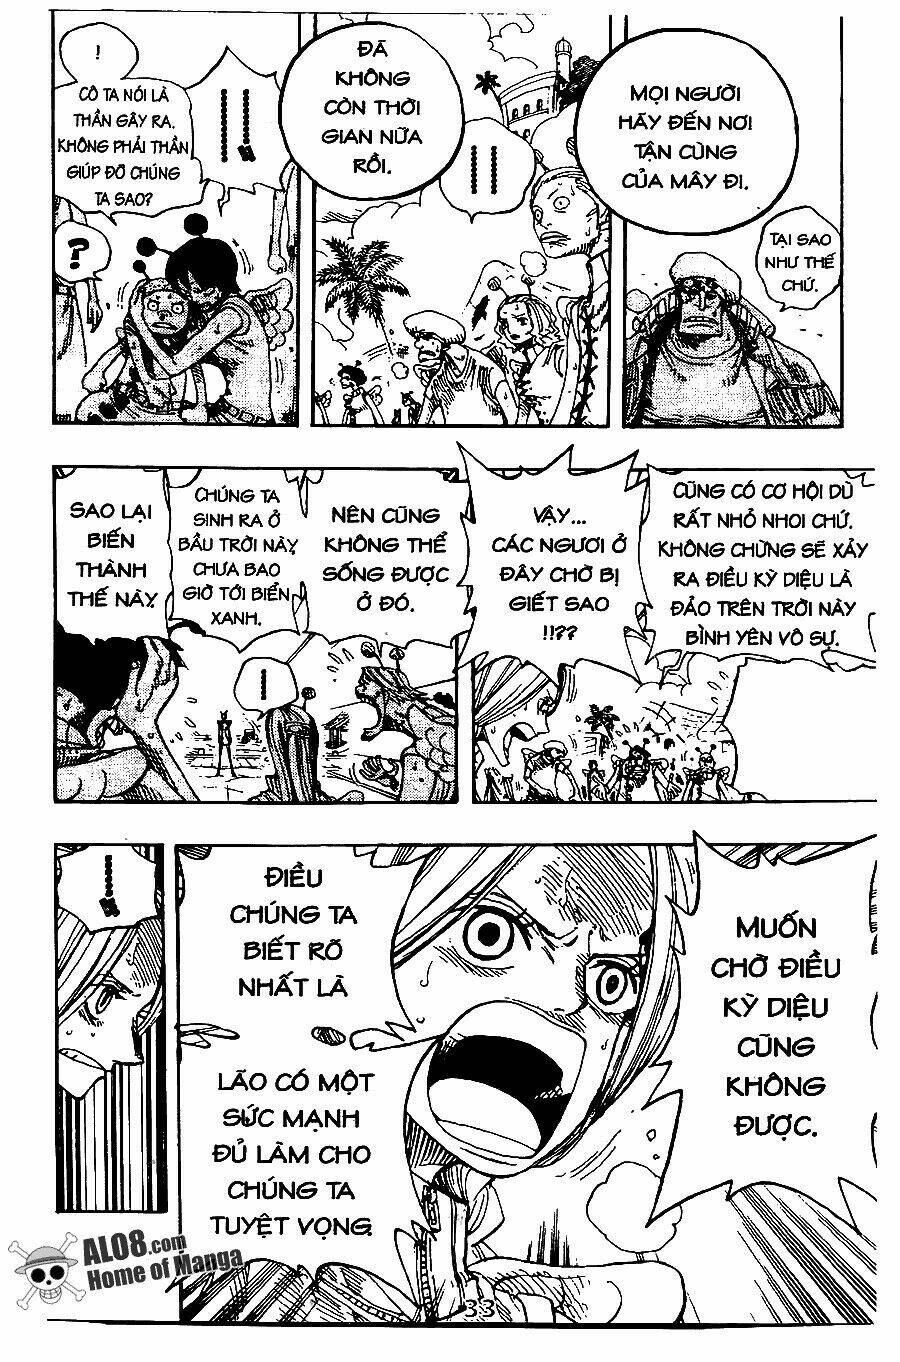 MỌI NGƯỜI
HÃY ĐẾN NƠI
TẬN CÙNG
CỦA MÂY ĐI.
TẠI SAO
NHƯ THẾ
CHỨ.
ĐÃ
KHÔNG
CÒN THỜI
GIAN NỮA
RỒI.
!
CÔ TA NÓI LÀ
THẦN GÂY RA.
KHÔNG PHẢI THẦN
GIÚP ĐỠ CHÚNG
TA SAO?
?
CŨNG CÓ CƠ HỘI DÙ
RẤT NHỎ NHOI CHỨ.
KHÔNG CHỪNG SẼ XẢY
RA ĐIỀU KỲ DIỆU LÀ
ĐẢO TRÊN TRỜI NÀY
BÌNH YÊN VÔ SỰ.
VẬY...
CÁC NGƯƠI Ở
ĐÂY CHỜ BỊ
GIẾT SAO
!!??
NÊN CŨNG
KHÔNG THỂ
SỐNG ĐƯỢC
Ở ĐÓ.
CHÚNG TA
SINH RA Ở
BẦU TRỜI NÀY,
CHƯA BAO
GIỜ TỚI BIỂN
XANH.
SAO LẠI
BIẾN
THÀNH
THẾ NÀY.
MUỐN
CHỜ ĐIỀU
KỲ DIỆU
CŨNG
KHÔNG
ĐƯỢC.
ĐIỀU
CHÚNG TA
BIẾT RÕ
NHẤT LÀ
LÃO CÓ MỘT
SỨC MẠNH
ĐỦ LÀM CHO
CHÚNG TA
TUYỆT VỌNG.
AL08.com
Home of Manga
33